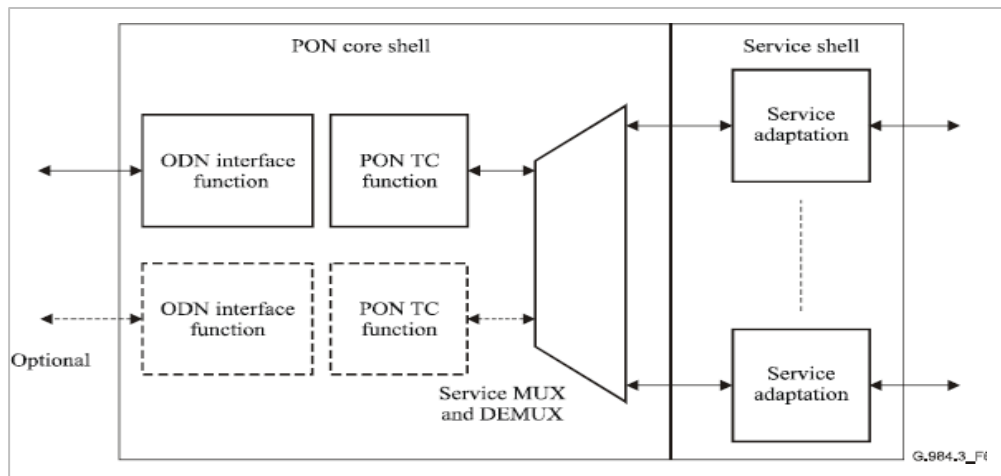 PON core shell
Service shell
ODN interface
function
PON TC
function
Service
adaptation
ODN interface
function
PON TC
function
Optional
Service MUX
and DEMUX
Service
adaptation